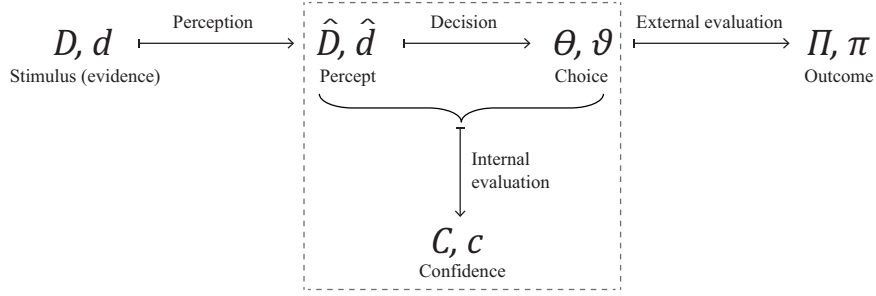 Perception
Decision
External evaluation
D, d
D̂, d̂
Θ, ϑ
Π, π
Stimulus (evidence)
Percept
Choice
Outcome
Internal
evaluation
C, c
Confidence